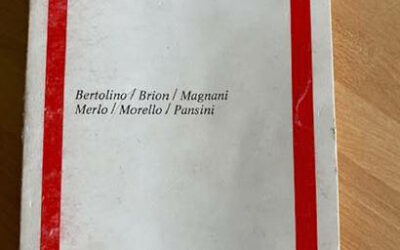 Bertolino / Brion / Magnani
Merlo / Morello / Pansini